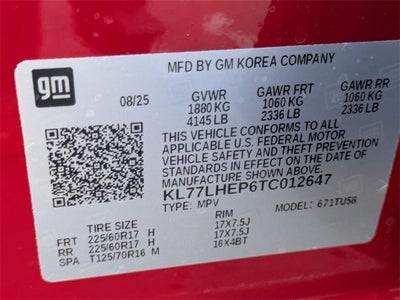 MFD BY GM KOREA COMPANY
gm
08/25
GVWR GAWR FRT GAWR RR
1880 KG 1060 KG 1060 KG
4145 LB 2336 LB 2336 LB
THIS VEHICLE CONFORMS TO ALL
APPLICABLE U.S. FEDERAL MOTOR
VEHICLE SAFETY AND THEFT PREVENTION
STANDARDS IN EFFECT ON THE DATE OF
MANUFACTURE SHOWN ABOVE.
KL77LHEP6TC012647
TYPE: MPV MODEL: 671TUS8
TIRE SIZE RIM
FRT 225/60R17 H 17X7.5J
RR 225/60R17 H 17X7.5J
SPA T125/70R16 M 16X4BT